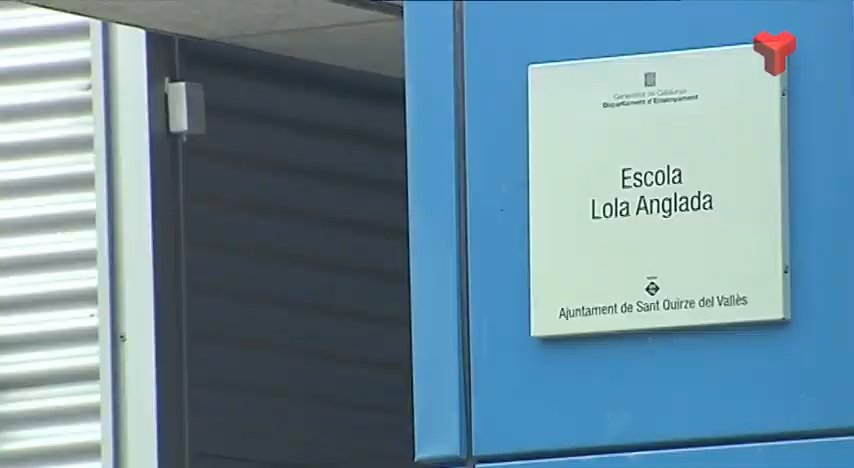 Generalitat de Catalunya
Departament d'Ensenyament
Escola
Lola Anglada
Ajuntament de Sant Quirze del Vallès